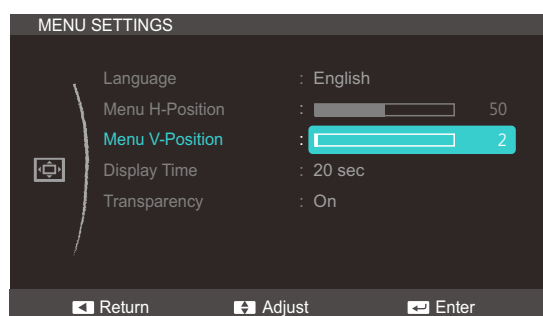 MENU SETTINGS
Language : English
Menu H-Position : 50
Menu V-Position : 2
Display Time : 20 sec
Transparency : On
Return Adjust Enter